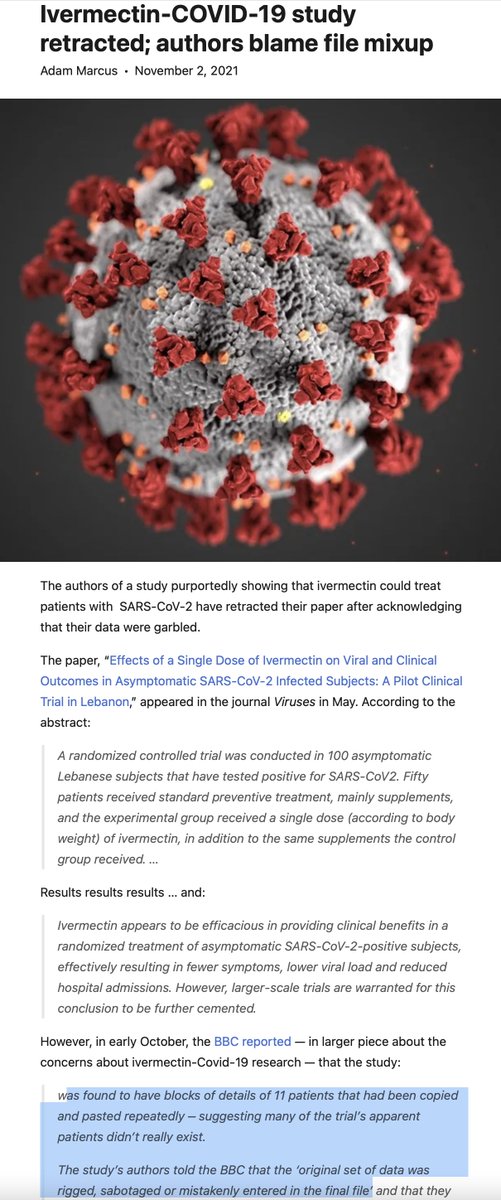 Ivermectin-COVID-19 study
retracted; authors blame file mixup
Adam Marcus • November 2, 2021
The authors of a study purportedly showing that ivermectin could treat
patients with SARS-CoV-2 have retracted their paper after acknowledging
that their data were garbled.
The paper, “Effects of a Single Dose of Ivermectin on Viral and Clinical
Outcomes in Asymptomatic SARS-CoV-2 Infected Subjects: A Pilot Clinical
Trial in Lebanon,” appeared in the journal Viruses in May. According to the
abstract:
A randomized controlled trial was conducted in 100 asymptomatic
Lebanese subjects that have tested positive for SARS-CoV2. Fifty
patients received standard preventive treatment, mainly supplements,
and the experimental group received a single dose (according to body
weight) of ivermectin, in addition to the same supplements the control
group received. …
Results results results … and:
Ivermectin appears to be efficacious in providing clinical benefits in a
randomized treatment of asymptomatic SARS-CoV-2-positive subjects,
effectively resulting in fewer symptoms, lower viral load and reduced
hospital admissions. However, larger-scale trials are warranted for this
conclusion to be further cemented.
However, in early October, the BBC reported — in larger piece about the
concerns about ivermectin-Covid-19 research — that the study:
was found to have blocks of details of 11 patients that had been copied
and pasted repeatedly – suggesting many of the trial’s apparent
patients didn’t really exist.
The study’s authors told the BBC that the ‘original set of data was
rigged, sabotaged or mistakenly entered in the final file’ and that they